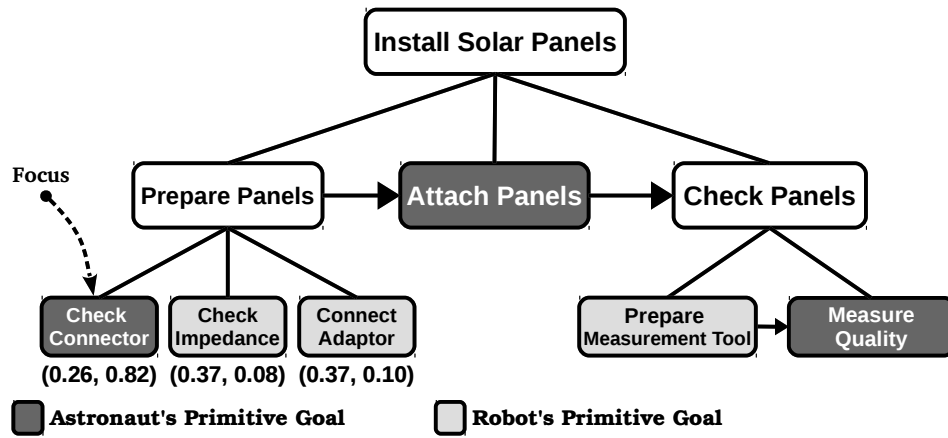 Install Solar Panels
Focus
Prepare Panels
Attach Panels
Check Panels
Check
Connector
Check
Impedance
Connect
Adaptor
Prepare
Measurement Tool
Measure
Quality
(0.26, 0.82)
(0.37, 0.08)
(0.37, 0.10)
Astronaut's Primitive Goal
Robot's Primitive Goal